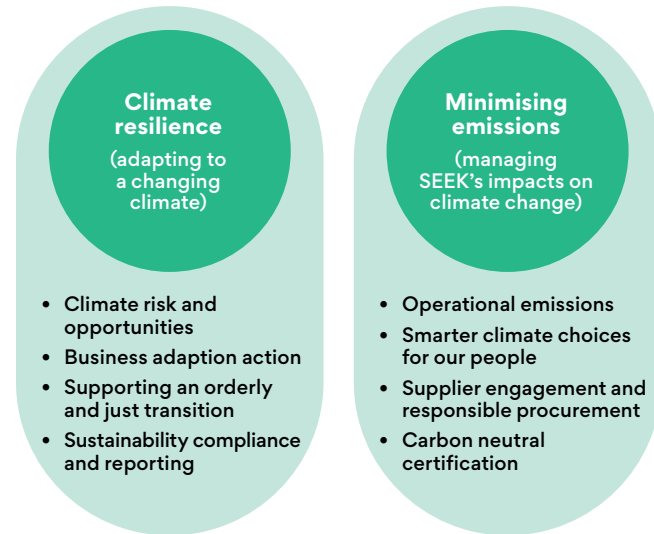 Climate
resilience
(adapting to
a changing
climate)
• Climate risk and
opportunities
• Business adaption action
• Supporting an orderly
and just transition
• Sustainability compliance
and reporting
Minimising
emissions
(managing
SEEK's impacts on
climate change)
• Operational emissions
• Smarter climate choices
for our people
• Supplier engagement and
responsible procurement
• Carbon neutral
certification